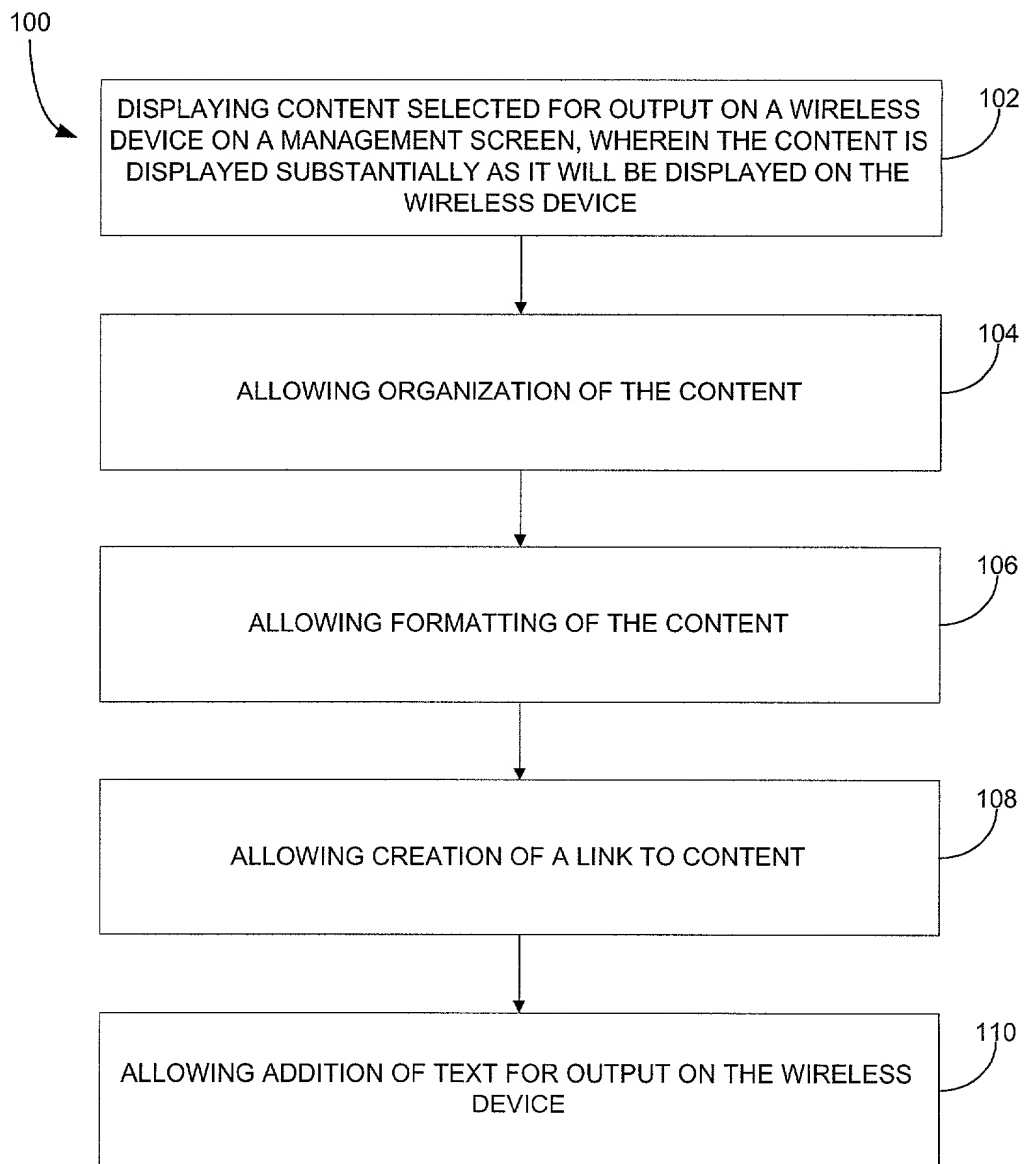 100
DISPLAYING CONTENT SELECTED FOR OUTPUT ON A WIRELESS
DEVICE ON A MANAGEMENT SCREEN, WHEREIN THE CONTENT IS
DISPLAYED SUBSTANTIALLY AS IT WILL BE DISPLAYED ON THE
WIRELESS DEVICE
102
ALLOWING ORGANIZATION OF THE CONTENT
104
ALLOWING FORMATTING OF THE CONTENT
106
ALLOWING CREATION OF A LINK TO CONTENT
108
ALLOWING ADDITION OF TEXT FOR OUTPUT ON THE WIRELESS
DEVICE
110